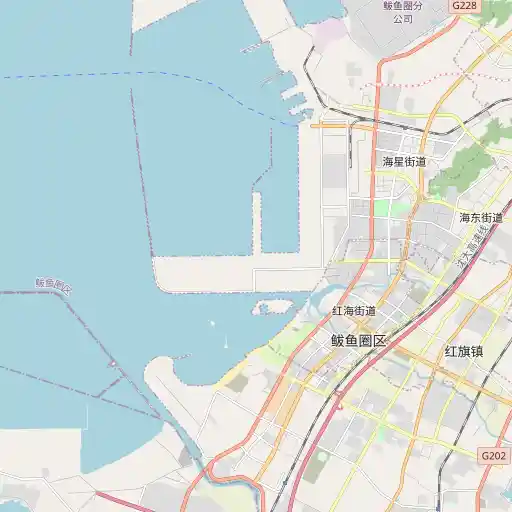 G228
鲅鱼圈分
公司
海星街道
海东街道
沈大高速线
鲅鱼圈区
红海街道
鲅鱼圈区
红旗镇
G202